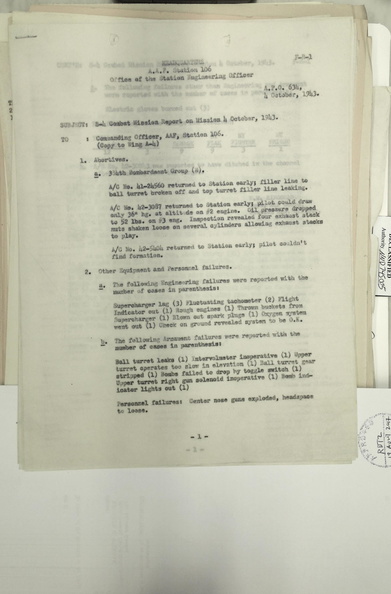 HEADQUARTERS
A.A.F. Station 106
Office of the Station Engineering Officer
E-E-1
A.P.O. 634,
4 October, 1943.
SUBJECT: E-4 Combat Mission Report on Mission 4 October, 1943.
TO : Commanding Officer, AAF, Station 106.
(Copy to Wing A-4)
1. Abortives.
a. Bombardment Group (H).
A/C No. returned to Station early; filler line to
ball turret broken off and top turret filler line leaking.
A/C No. 42-3087 returned to Station early; pilot could draw
only 38" hg. at altitude on #2 engine. Oil pressure dropped
to 52 lbs. on #3 eng. Inspection revealed four exhaust stack
nuts shaken loose on several cylinders allowing exhaust stacks
to play.
A/C No. returned to Station early; pilot couldn't
find formation.
2. Other Equipment and Personnel failures.
a. The following Engineering failures were reported with the
number of cases in parenthesis:
Supercharger lag (3) Fluctuating tachometer (2) Flight
Indicator out (1) Rough engines (1) Thrown buckets from
Supercharger (1) Blown out spark plugs (1) Oxygen system
went out (1) Check on ground revealed system to be O.K.
b. The following Armament failures were reported with the
number of cases in parenthesis:
Ball turret leaks (1) Intervolometer inoperative (1) Upper
turret operates too slow in elevation (1) Ball turret gear
stripped (1) Bombs failed to drop by toggle switch (1)
Upper turret right gun solenoid inoperative (1) Bomb ind-
icator lights out (1)
Personnel failures: Center nose guns exploded, headspace
to loose.
- 1 -
- 1 -